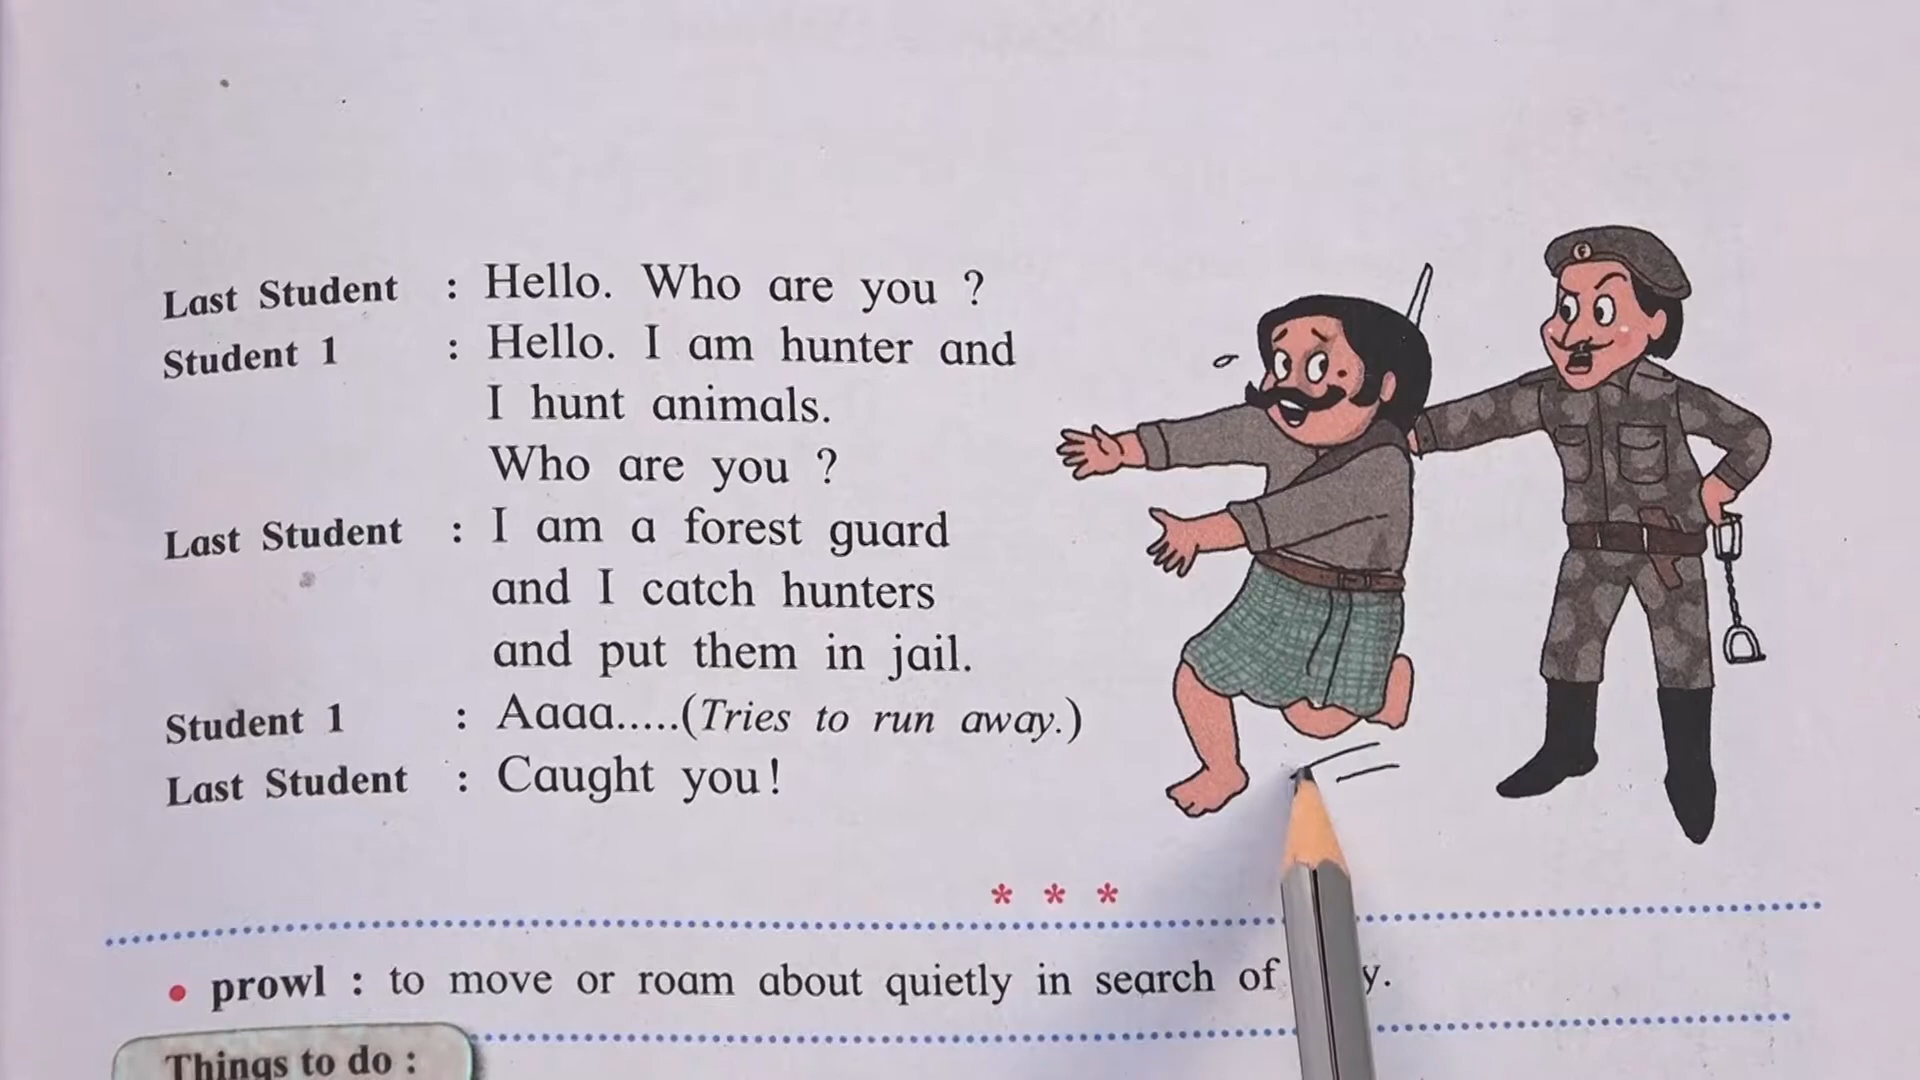 Last Student : Hello. Who are you ?
Student 1 : Hello. I am hunter and
I hunt animals.
Who are you ?
Last Student : I am a forest guard
and I catch hunters
and put them in jail.
Student 1 : Aaaa.....(Tries to run away.)
Last Student : Caught you!
* * *
• prowl : to move or roam about quietly in search of
Things to do :